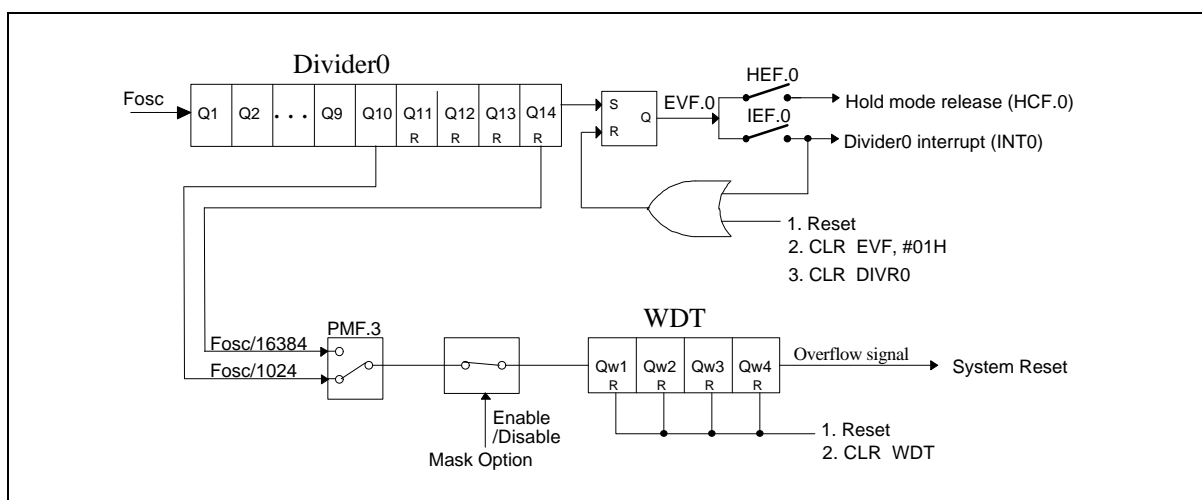 Divider0
Fosc
Q1 Q2 . . . Q9 Q10 Q11 Q12 Q13 Q14
R R R R
S
R
Q
EVF.0
HEF.0
Hold mode release (HCF.0)
IEF.0
Divider0 interrupt (INT0)
1. Reset
2. CLR EVF, #01H
3. CLR DIVR0
PMF.3
Fosc/16384
Fosc/1024
Enable
/Disable
Mask Option
WDT
Qw1 Qw2 Qw3 Qw4
R R R R
Overflow signal
System Reset
1. Reset
2. CLR WDT